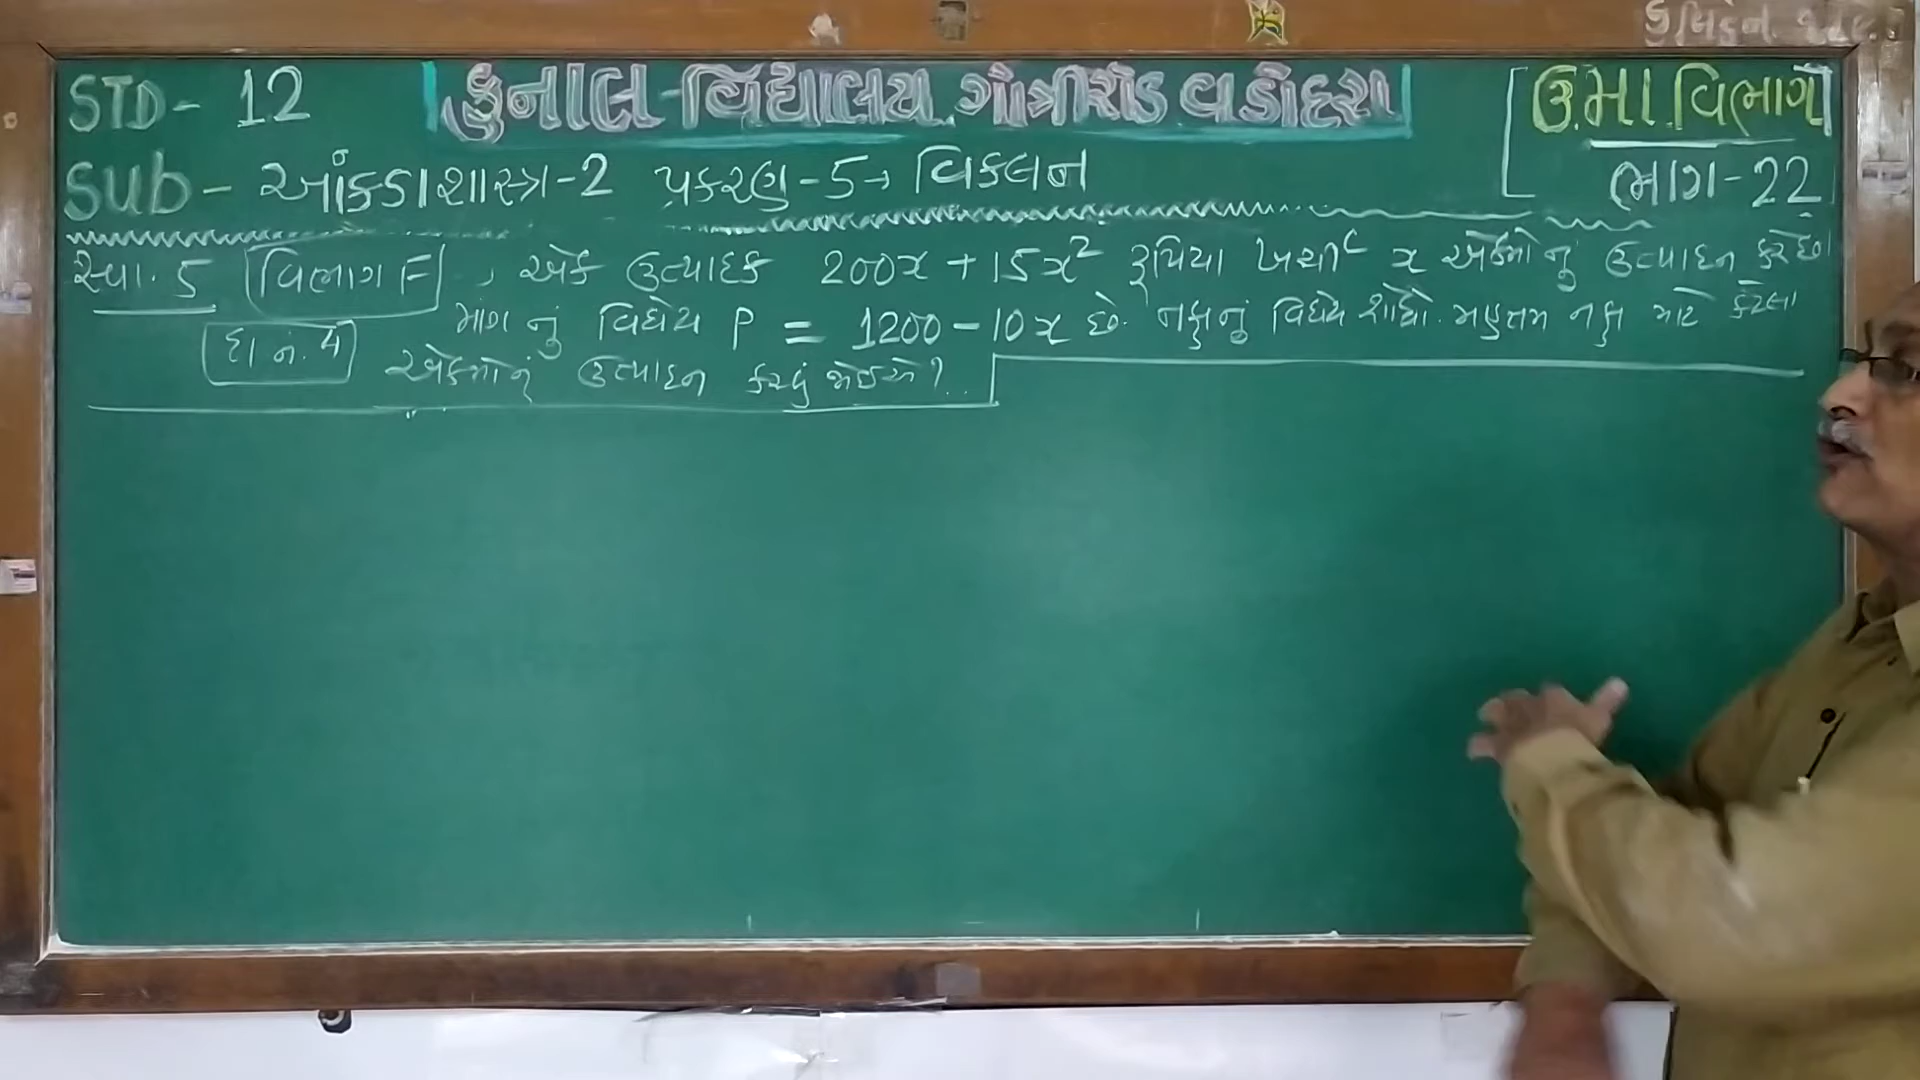 STD - 12 કુનાલ વિદ્યાલય ગોત્રીરોડ વડોદરા ઉ.મા. વિભાગ
SUB - આંકડાશાસ્ત્ર-2 પ્રકરણ-5→ વિકલન ભાગ-22
સ્વા. 5 વિભાગ F , એક ઉત્પાદક 200x + 15x² રૂપિયા ખર્ચી x એકમોનું ઉત્પાદન કરે છે.
દા નં. 4 માંગ નું વિધેય P = 1200 - 10x છે. નફાનું વિધેય શોધો. મહત્તમ નફા માટે કેટલા
એકમોનું ઉત્પાદન કરવું જોઈએ?